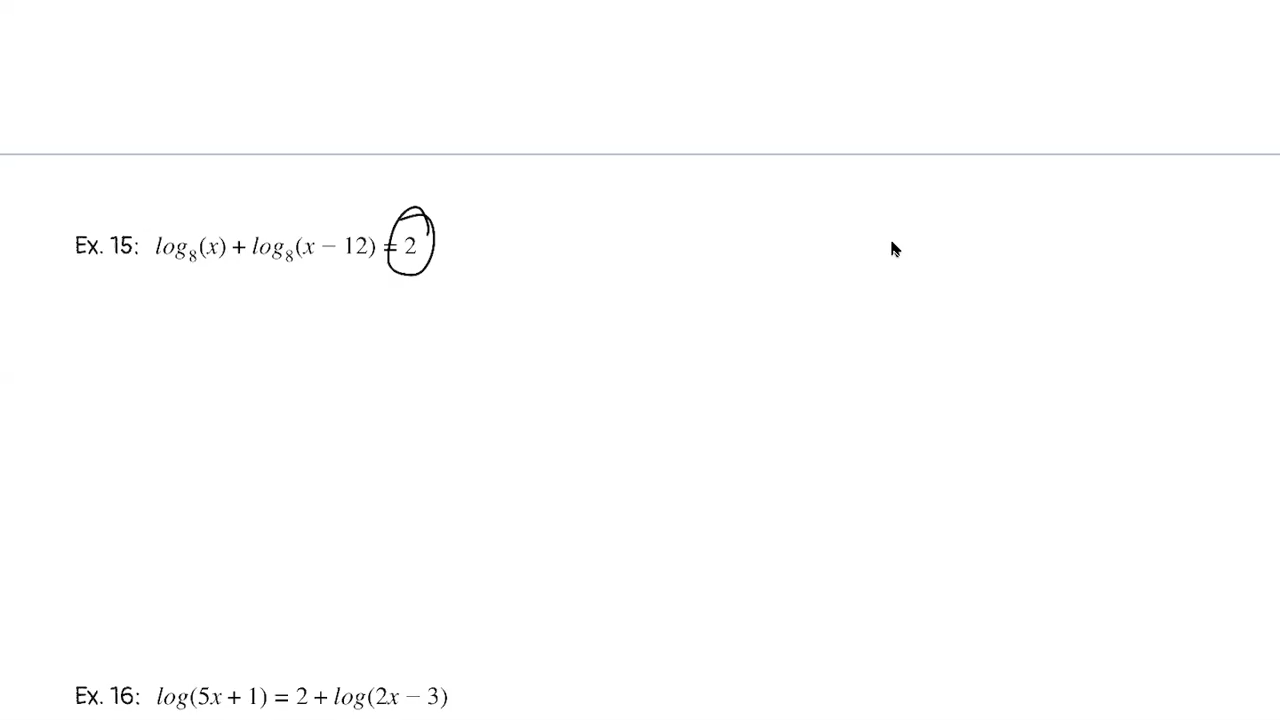 Ex. 15: log₈(x) + log₈(x − 12) = 2
Ex. 16: log(5x + 1) = 2 + log(2x − 3)